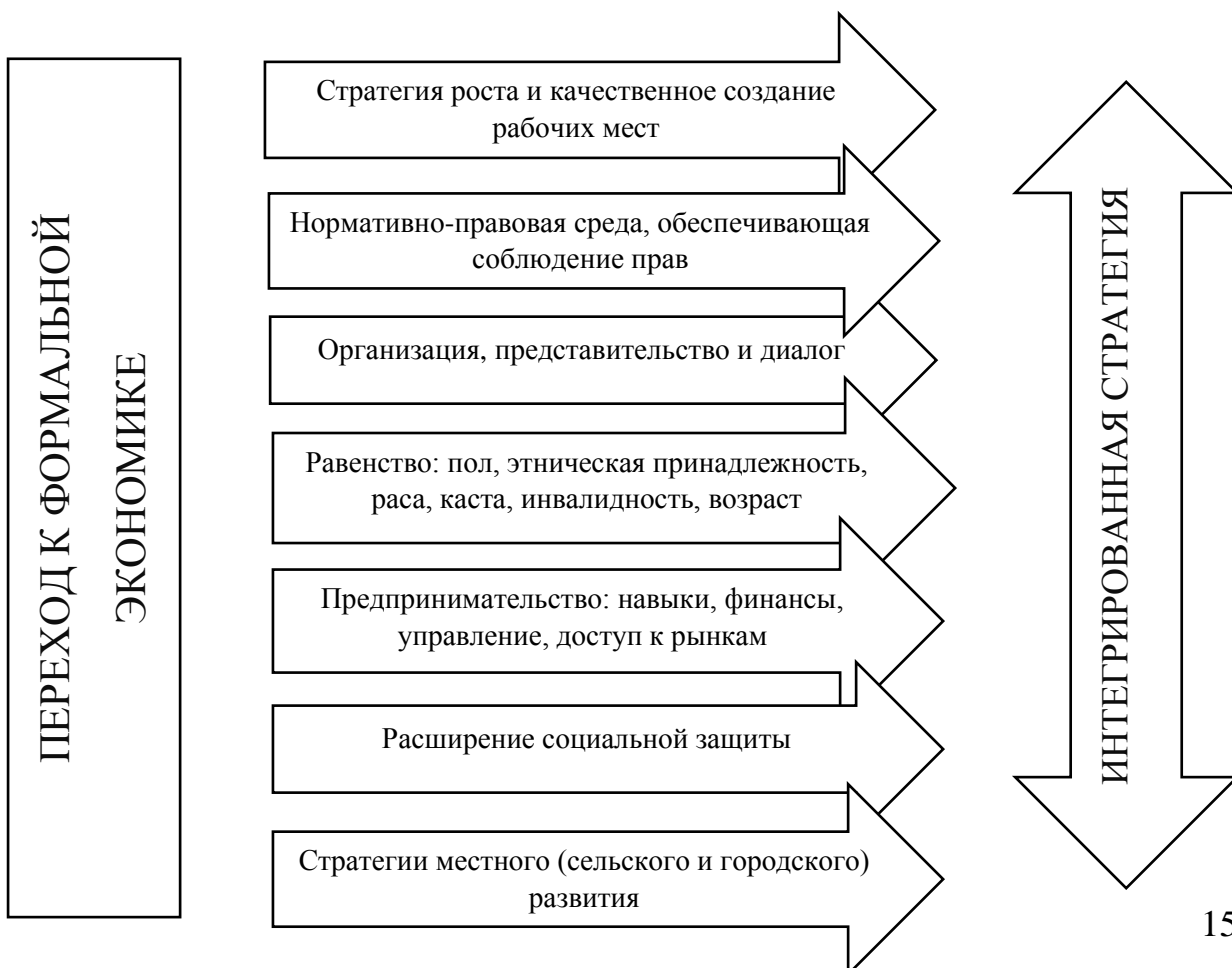 ПЕРЕХОД К ФОРМАЛЬНОЙ
ЭКОНОМИКЕ
Стратегия роста и качественное создание
рабочих мест
Нормативно-правовая среда, обеспечивающая
соблюдение прав
Организация, представительство и диалог
Равенство: пол, этническая принадлежность,
раса, каста, инвалидность, возраст
Предпринимательство: навыки, финансы,
управление, доступ к рынкам
Расширение социальной защиты
Стратегии местного (сельского и городского)
развития
ИНТЕГРИРОВАННАЯ СТРАТЕГИЯ
15